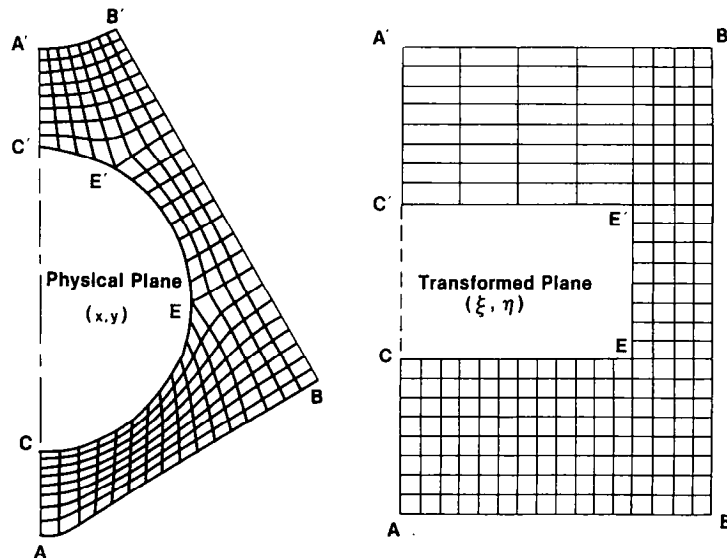 B′
A′
C′
E′
Physical Plane
(x,y)
E
B
C
A
A′
B
C′
E′
Transformed Plane
(ξ, η)
C
E
A
B